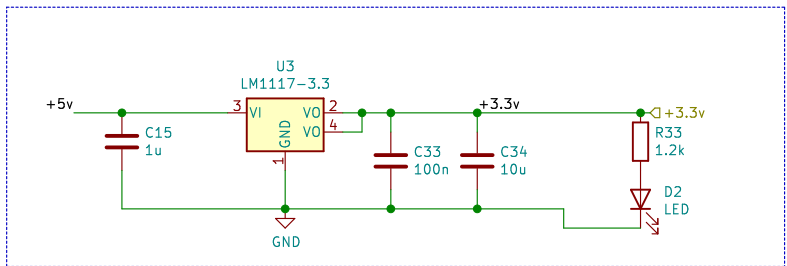 U3
LM1117-3.3
+5v
3 VI VO 2
VO 4
GND
1
+3.3v
+3.3v
C15
1u
C33
100n
C34
10u
R33
1.2k
D2
LED
GND